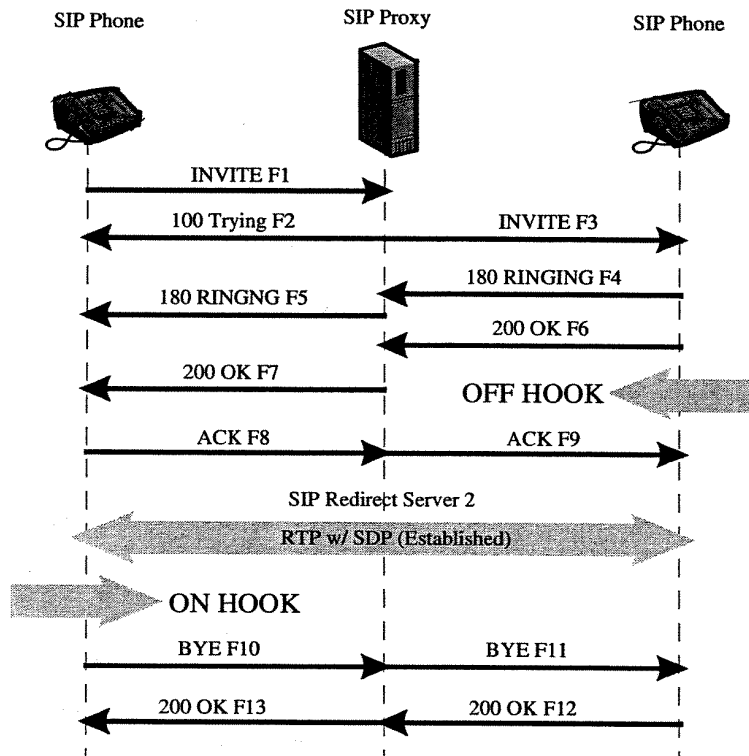 SIP Phone
SIP Proxy
SIP Phone
INVITE F1
100 Trying F2
INVITE F3
180 RINGING F4
180 RINGNG F5
200 OK F6
200 OK F7
OFF HOOK
ACK F8
ACK F9
SIP Redirect Server 2
RTP w/ SDP (Established)
ON HOOK
BYE F10
BYE F11
200 OK F13
200 OK F12